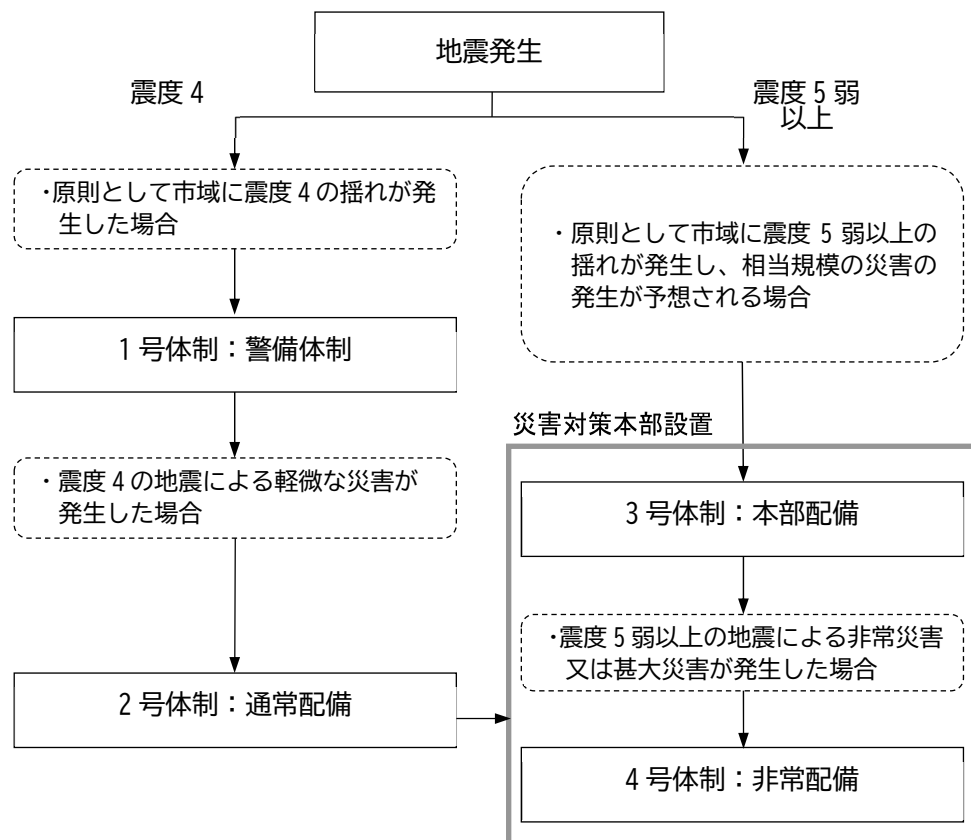 地震発生
震度4
震度5弱
以上
・原則として市域に震度4の揺れが発
生した場合
・原則として市域に震度5弱以上の
揺れが発生し、相当規模の災害の
発生が予想される場合
1号体制：警備体制
災害対策本部設置
・震度4の地震による軽微な災害が
発生した場合
3号体制：本部配備
・震度5弱以上の地震による非常災害
又は甚大災害が発生した場合
2号体制：通常配備
4号体制：非常配備